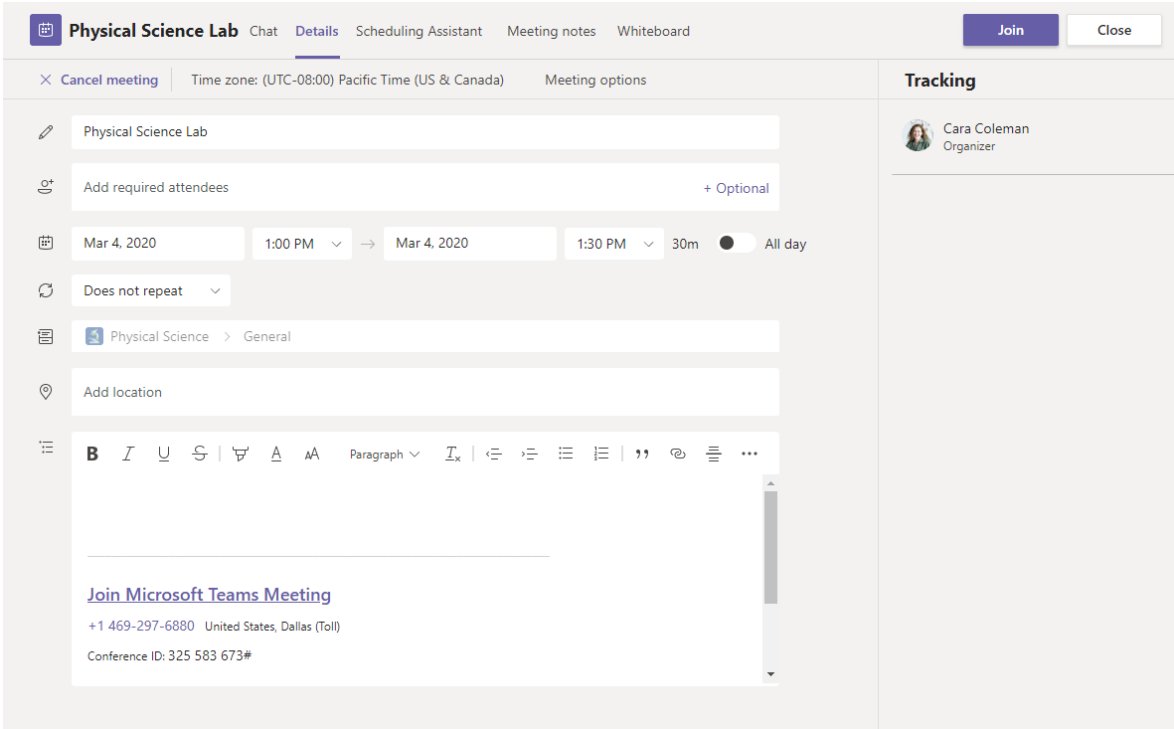 Physical Science Lab Chat Details Scheduling Assistant Meeting notes Whiteboard Join Close
Cancel meeting Time zone: (UTC-08:00) Pacific Time (US & Canada) Meeting options
Tracking
Physical Science Lab
Cara Coleman
Organizer
Add required attendees + Optional
Mar 4, 2020 1:00 PM → Mar 4, 2020 1:30 PM 30m All day
Does not repeat
Physical Science > General
Add location
B I U S A AA Paragraph Tx
Join Microsoft Teams Meeting
+1 469-297-6880 United States, Dallas (Toll)
Conference ID: 325 583 673#